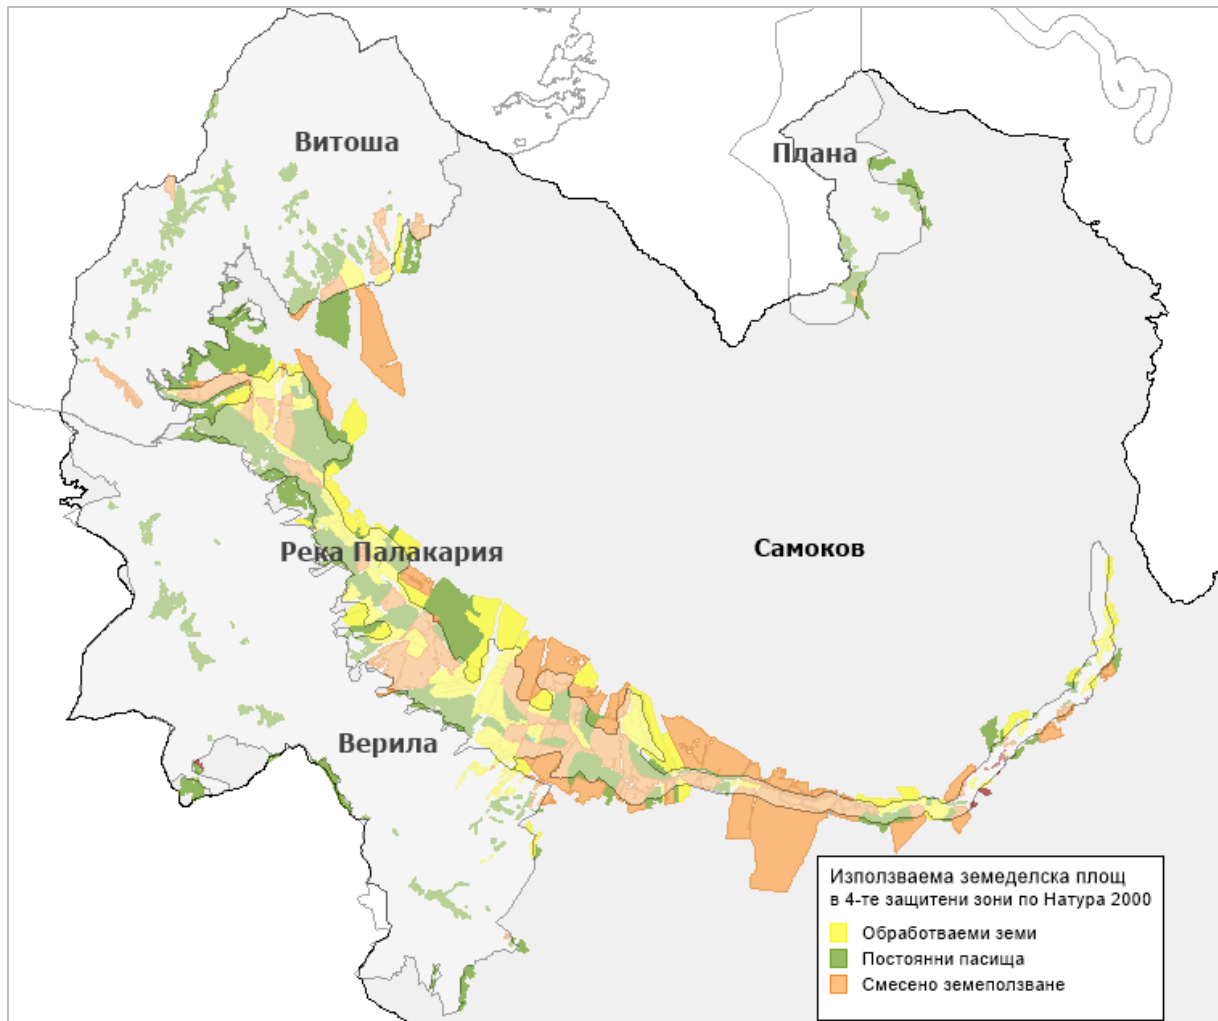 Витоша
Плана
Река Палакария
Самоков
Верила
Използваема земеделска площ
в 4-те защитени зони по Натура 2000
Обработваеми земи
Постоянни пасища
Смесено земеползване